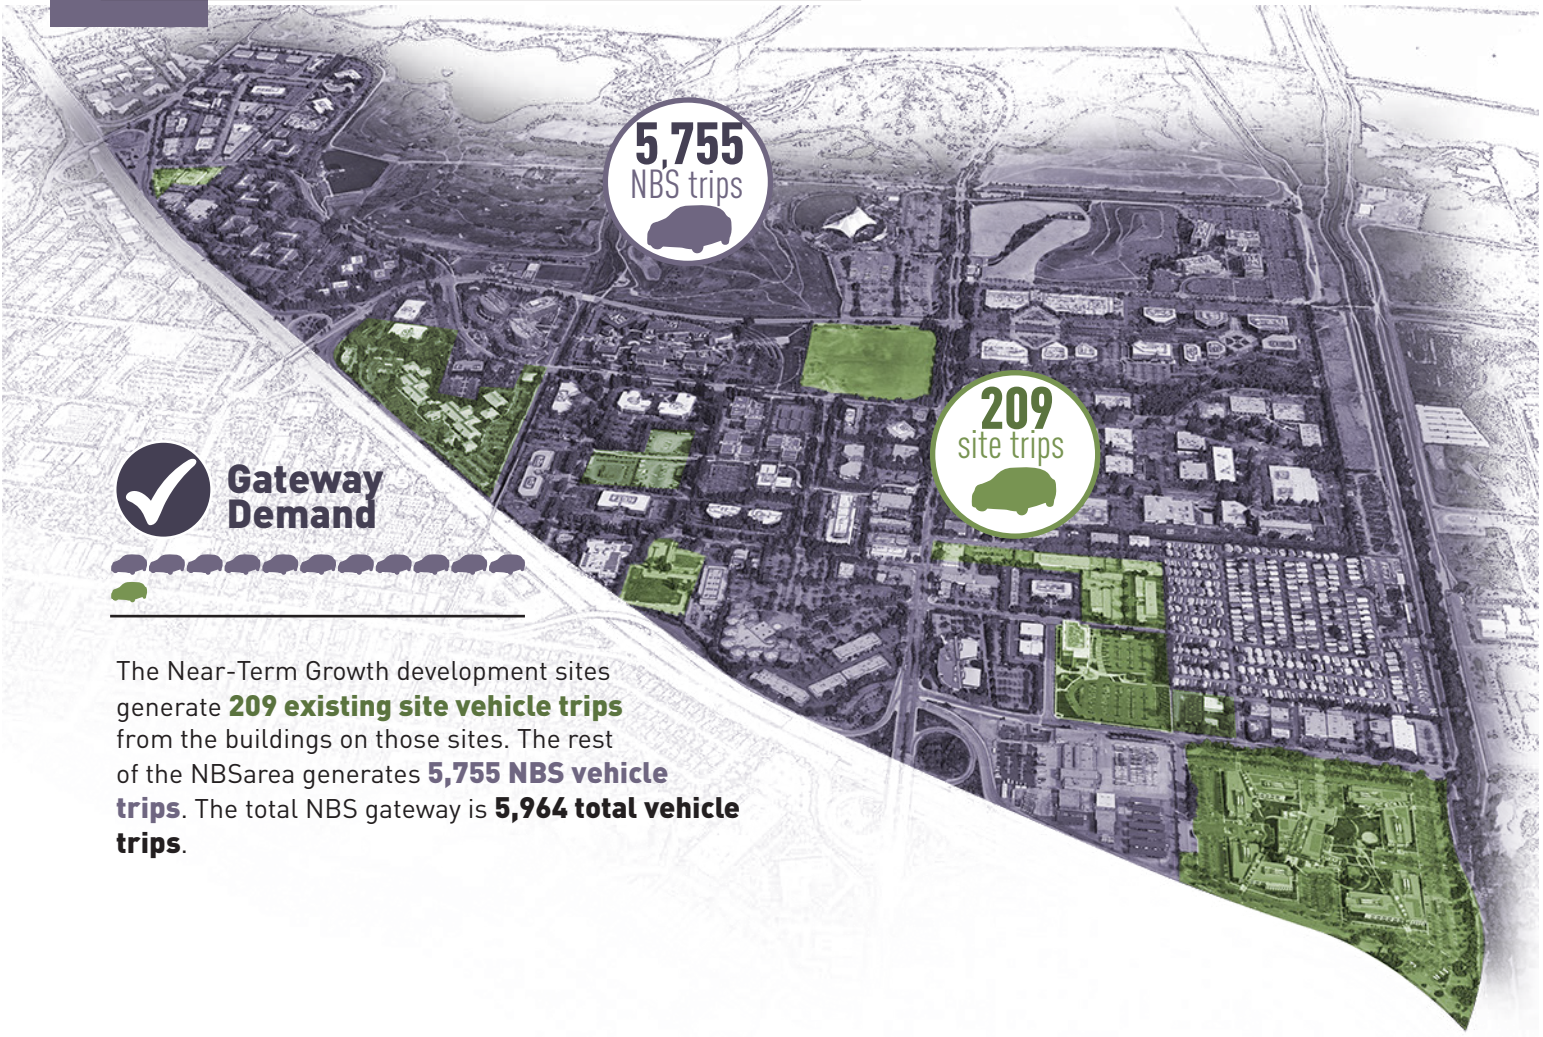 5,755
NBS trips
209
site trips
Gateway
Demand
The Near-Term Growth development sites
generate 209 existing site vehicle trips
from the buildings on those sites. The rest
of the NBSarea generates 5,755 NBS vehicle
trips. The total NBS gateway is 5,964 total vehicle
trips.